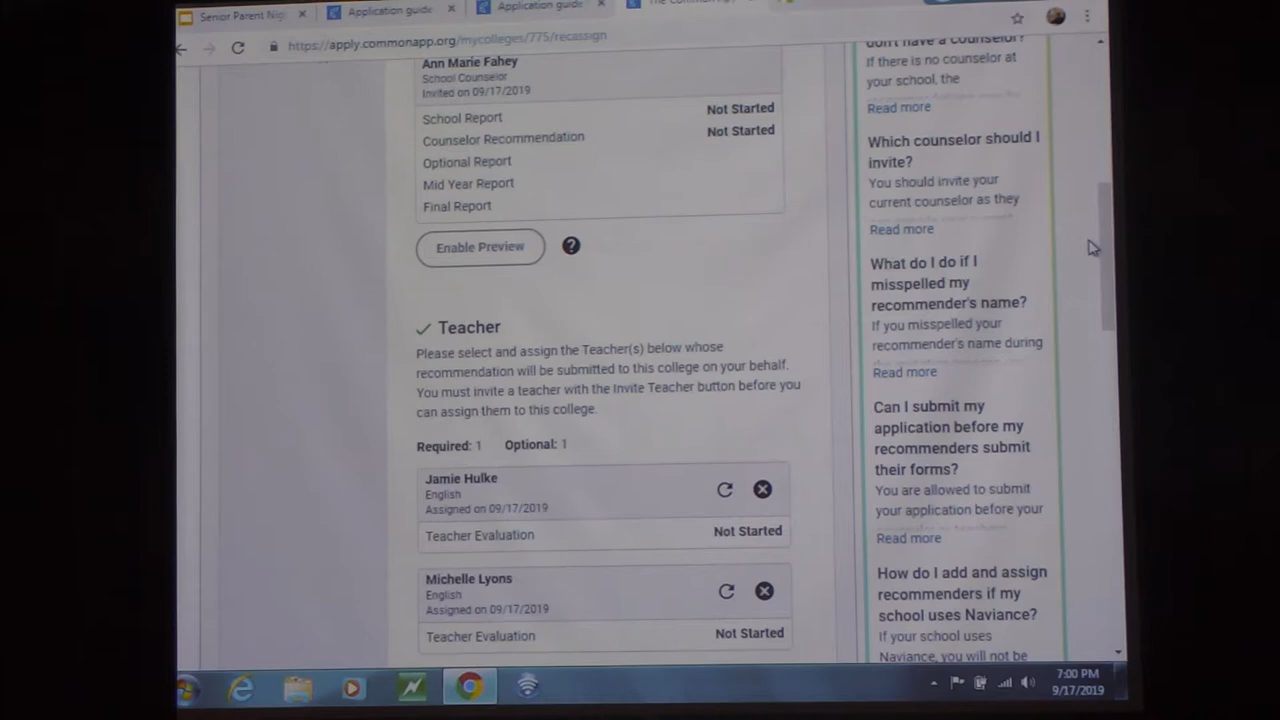 Senior Parent Nig
Application guide
Application guide
https://apply.commonapp.org/mycolleges/775/recassign
Ann Marie Fahey
School Counselor
Invited on 09/17/2019
School Report Not Started
Counselor Recommendation Not Started
Optional Report
Mid Year Report
Final Report
Enable Preview ?
Teacher
Please select and assign the Teacher(s) below whose
recommendation will be submitted to this college on your behalf.
You must invite a teacher with the Invite Teacher button before you
can assign them to this college.
Required: 1 Optional: 1
Jamie Hulke
English
Assigned on 09/17/2019
Teacher Evaluation Not Started
Michelle Lyons
English
Assigned on 09/17/2019
Teacher Evaluation Not Started
don't have a counselor?
If there is no counselor at
your school, the
Read more
Which counselor should I
invite?
You should invite your
current counselor as they
Read more
What do I do if I
misspelled my
recommender's name?
If you misspelled your
recommender's name during
Read more
Can I submit my
application before my
recommenders submit
their forms?
You are allowed to submit
your application before your
Read more
How do I add and assign
recommenders if my
school uses Naviance?
If your school uses
Naviance, you will not be
7:00 PM
9/17/2019